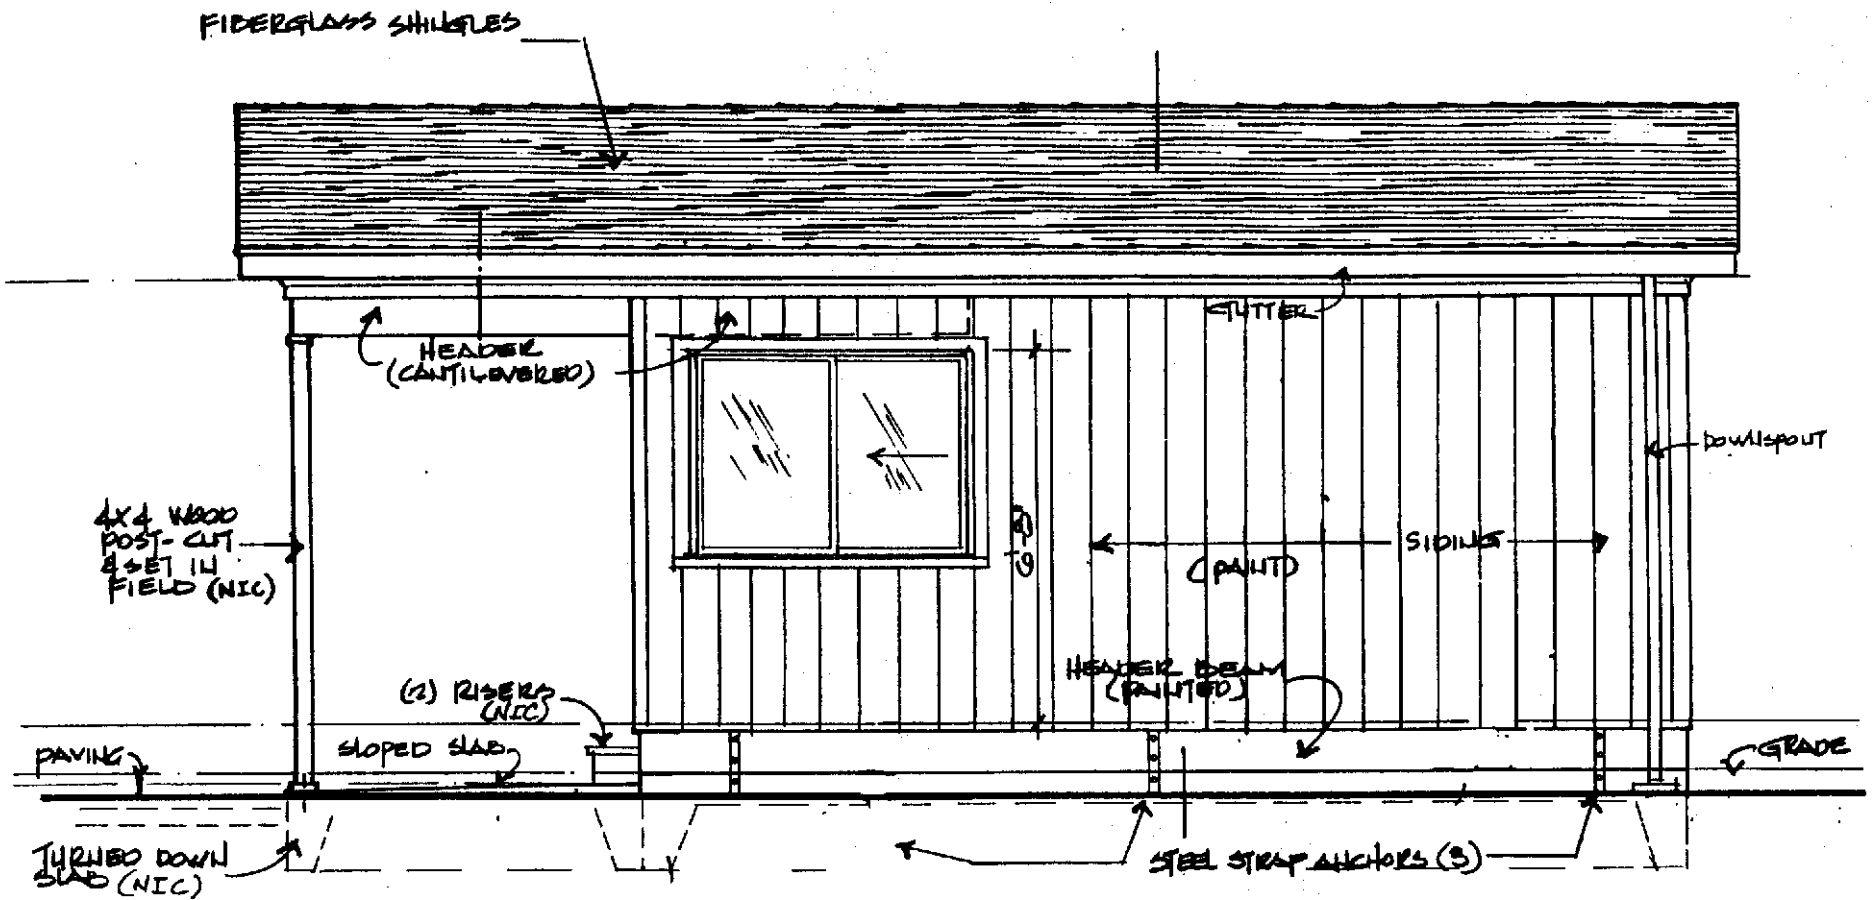 FIBERGLASS SHINGLES
GUTTER
HEADER
(CANTILEVERED)
DOWNSPOUT
4X4 WOOD
POST-CUT
& SET IN
FIELD (NIC)
SIDING
(PAINT)
HEADER BEAM
(PAINTED)
(2) RISERS
(NIC)
PAVING
SLOPED SLAB
GRADE
TURNED DOWN
SLAB (NIC)
STEEL STRAP ANCHORS (3)